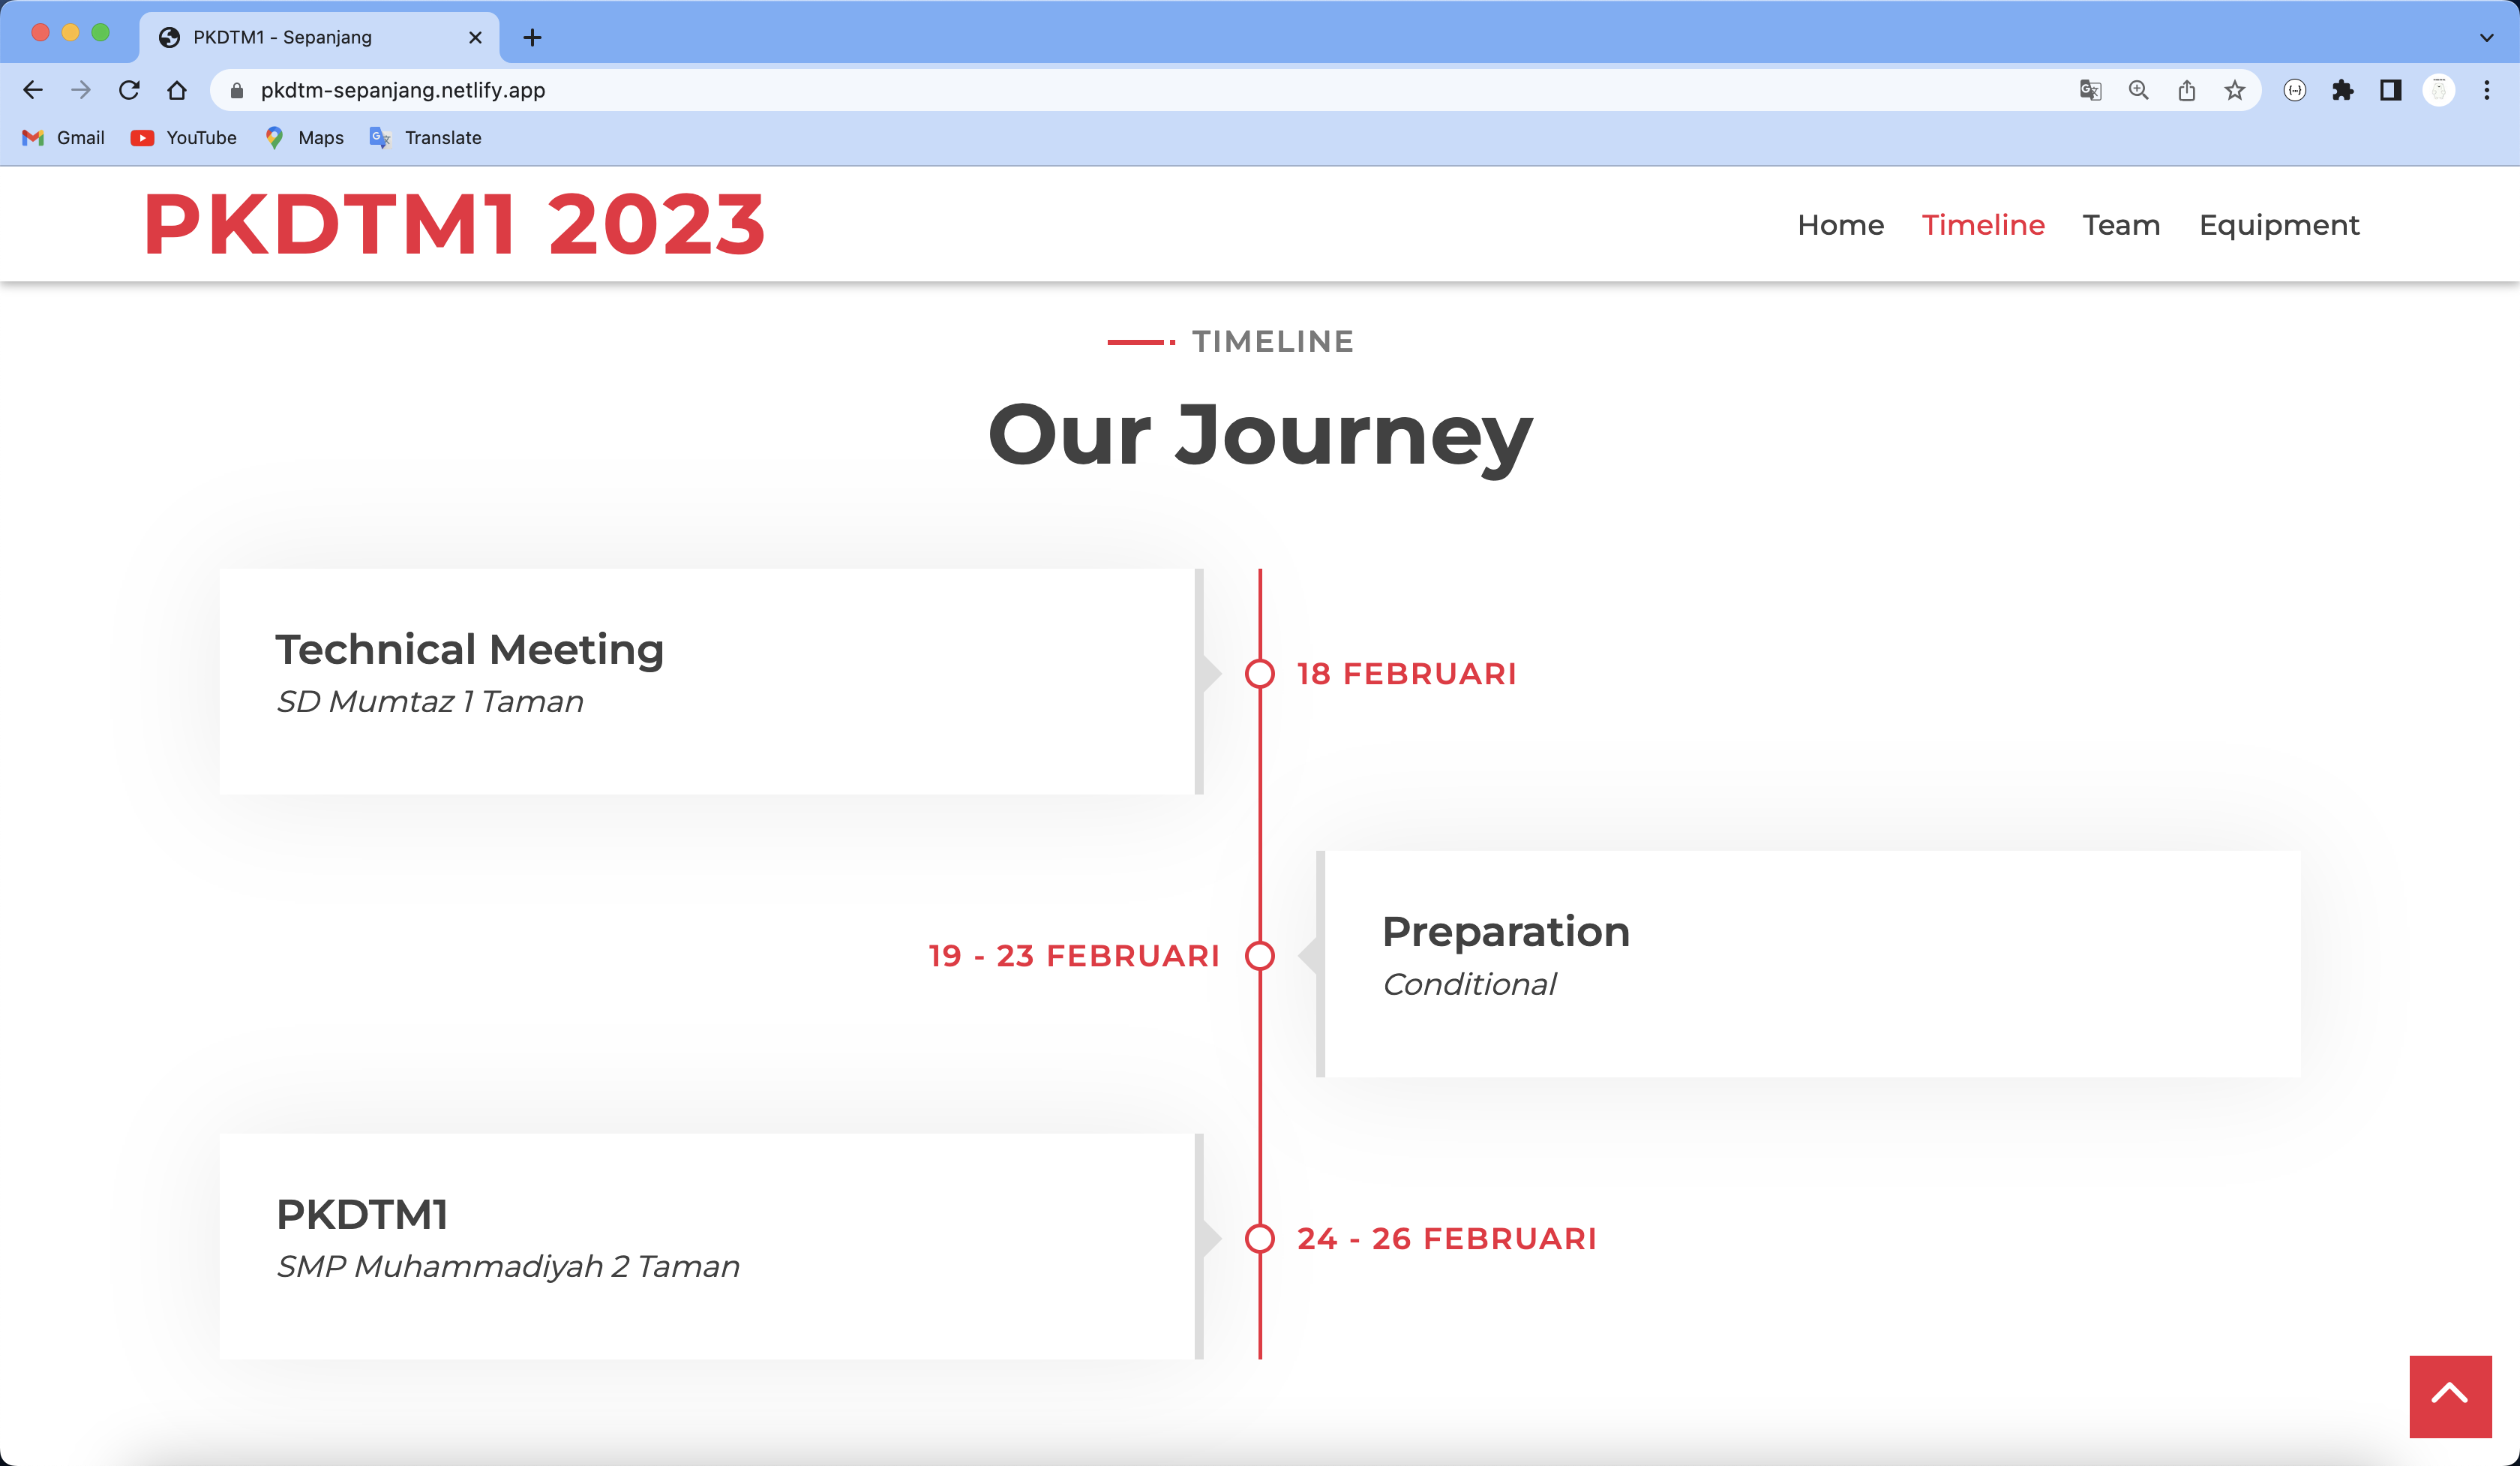 PKDTM1 - Sepanjang
pkdtm-sepanjang.netlify.app
Gmail YouTube Maps Translate
PKDTM1 2023
Home Timeline Team Equipment
TIMELINE
Our Journey
Technical Meeting
SD Mumtaz 1 Taman
18 FEBRUARI
19 - 23 FEBRUARI
Preparation
Conditional
PKDTM1
SMP Muhammadiyah 2 Taman
24 - 26 FEBRUARI